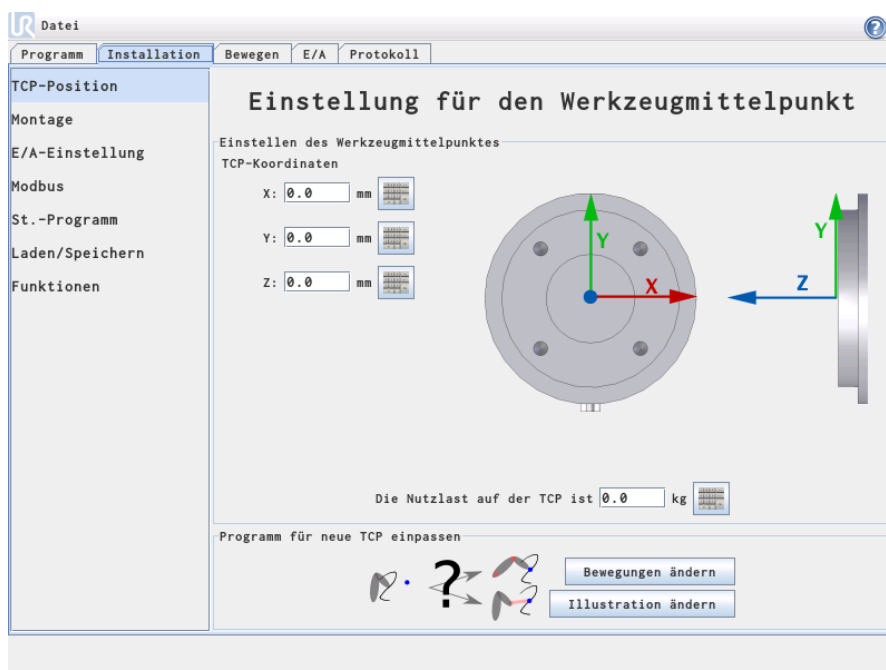 UR Datei ?
Programm Installation Bewegen E/A Protokoll
TCP-Position
Montage
E/A-Einstellung
Modbus
St.-Programm
Laden/Speichern
Funktionen
Einstellung für den Werkzeugmittelpunkt
Einstellen des Werkzeugmittelpunktes
TCP-Koordinaten
X: 0.0 mm
Y: 0.0 mm
Z: 0.0 mm
Y
X
Y
Z
Die Nutzlast auf der TCP ist 0.0 kg
Programm für neue TCP einpassen
?
Bewegungen ändern
Illustration ändern